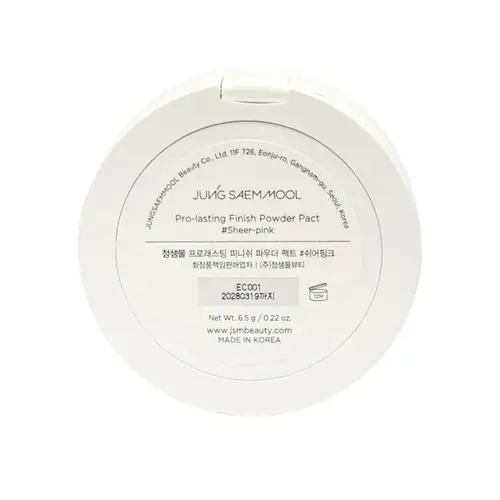 JUNGSAEMMOOL Beauty Co., Ltd. 11F 726, Eonju-ro, Gangnam-gu, Seoul, Korea
JUNG SAEM MOOL
Pro-lasting Finish Powder Pact
#Sheer-pink
정샘물 프로래스팅 피니쉬 파우더 팩트 #쉬어핑크
화장품책임판매업자 | (주)정샘물뷰티
EC001
20280319까지
12M
Net Wt. 6.5 g / 0.22 oz.
www.jsmbeauty.com
MADE IN KOREA